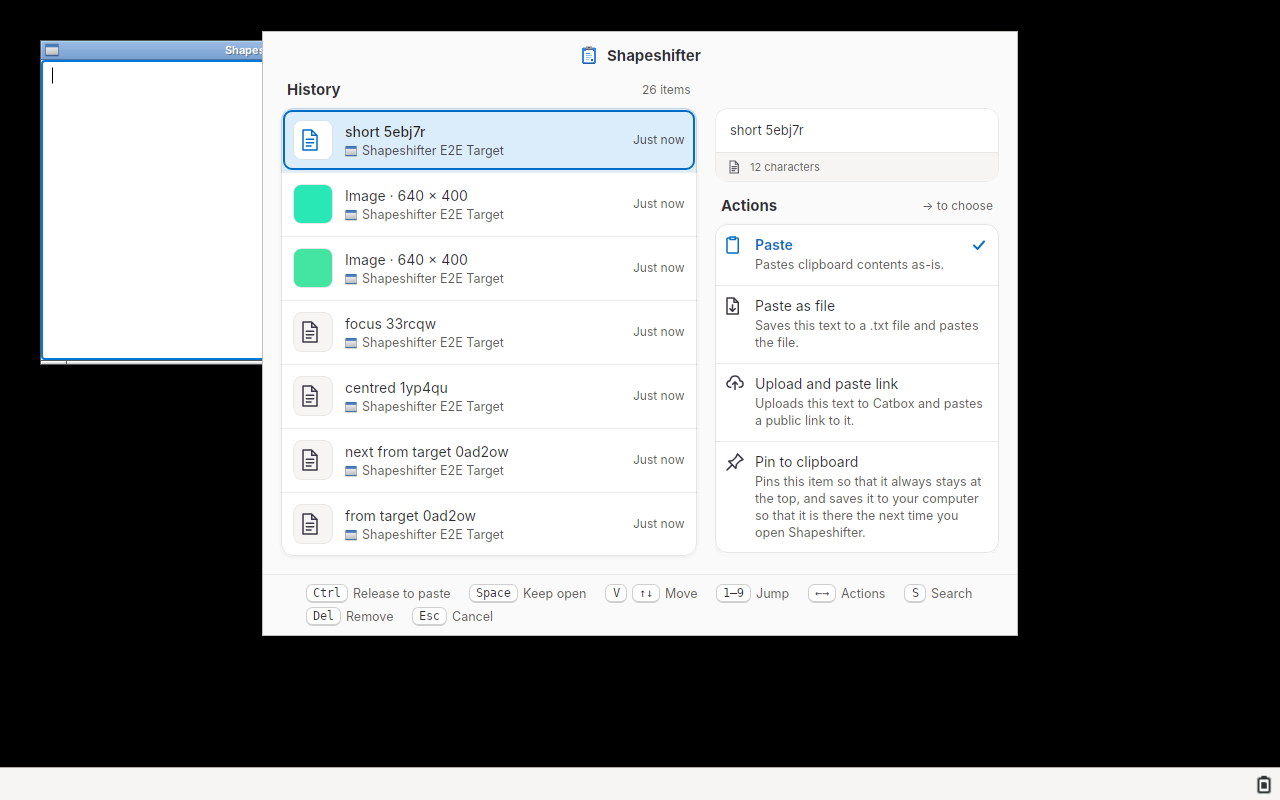 Shapes
Shapeshifter
History
26 items
short 5ebj7r
Shapeshifter E2E Target
Just now
Image · 640 × 400
Shapeshifter E2E Target
Just now
Image · 640 × 400
Shapeshifter E2E Target
Just now
focus 33rcqw
Shapeshifter E2E Target
Just now
centred 1yp4qu
Shapeshifter E2E Target
Just now
next from target 0ad2ow
Shapeshifter E2E Target
Just now
from target 0ad2ow
Shapeshifter E2E Target
Just now
short 5ebj7r
12 characters
Actions
→ to choose
Paste
Pastes clipboard contents as-is.
Paste as file
Saves this text to a .txt file and pastes
the file.
Upload and paste link
Uploads this text to Catbox and pastes
a public link to it.
Pin to clipboard
Pins this item so that it always stays at
the top, and saves it to your computer
so that it is there the next time you
open Shapeshifter.
Ctrl Release to paste Space Keep open V ↑↓ Move 1–9 Jump ←→ Actions S Search
Del Remove Esc Cancel